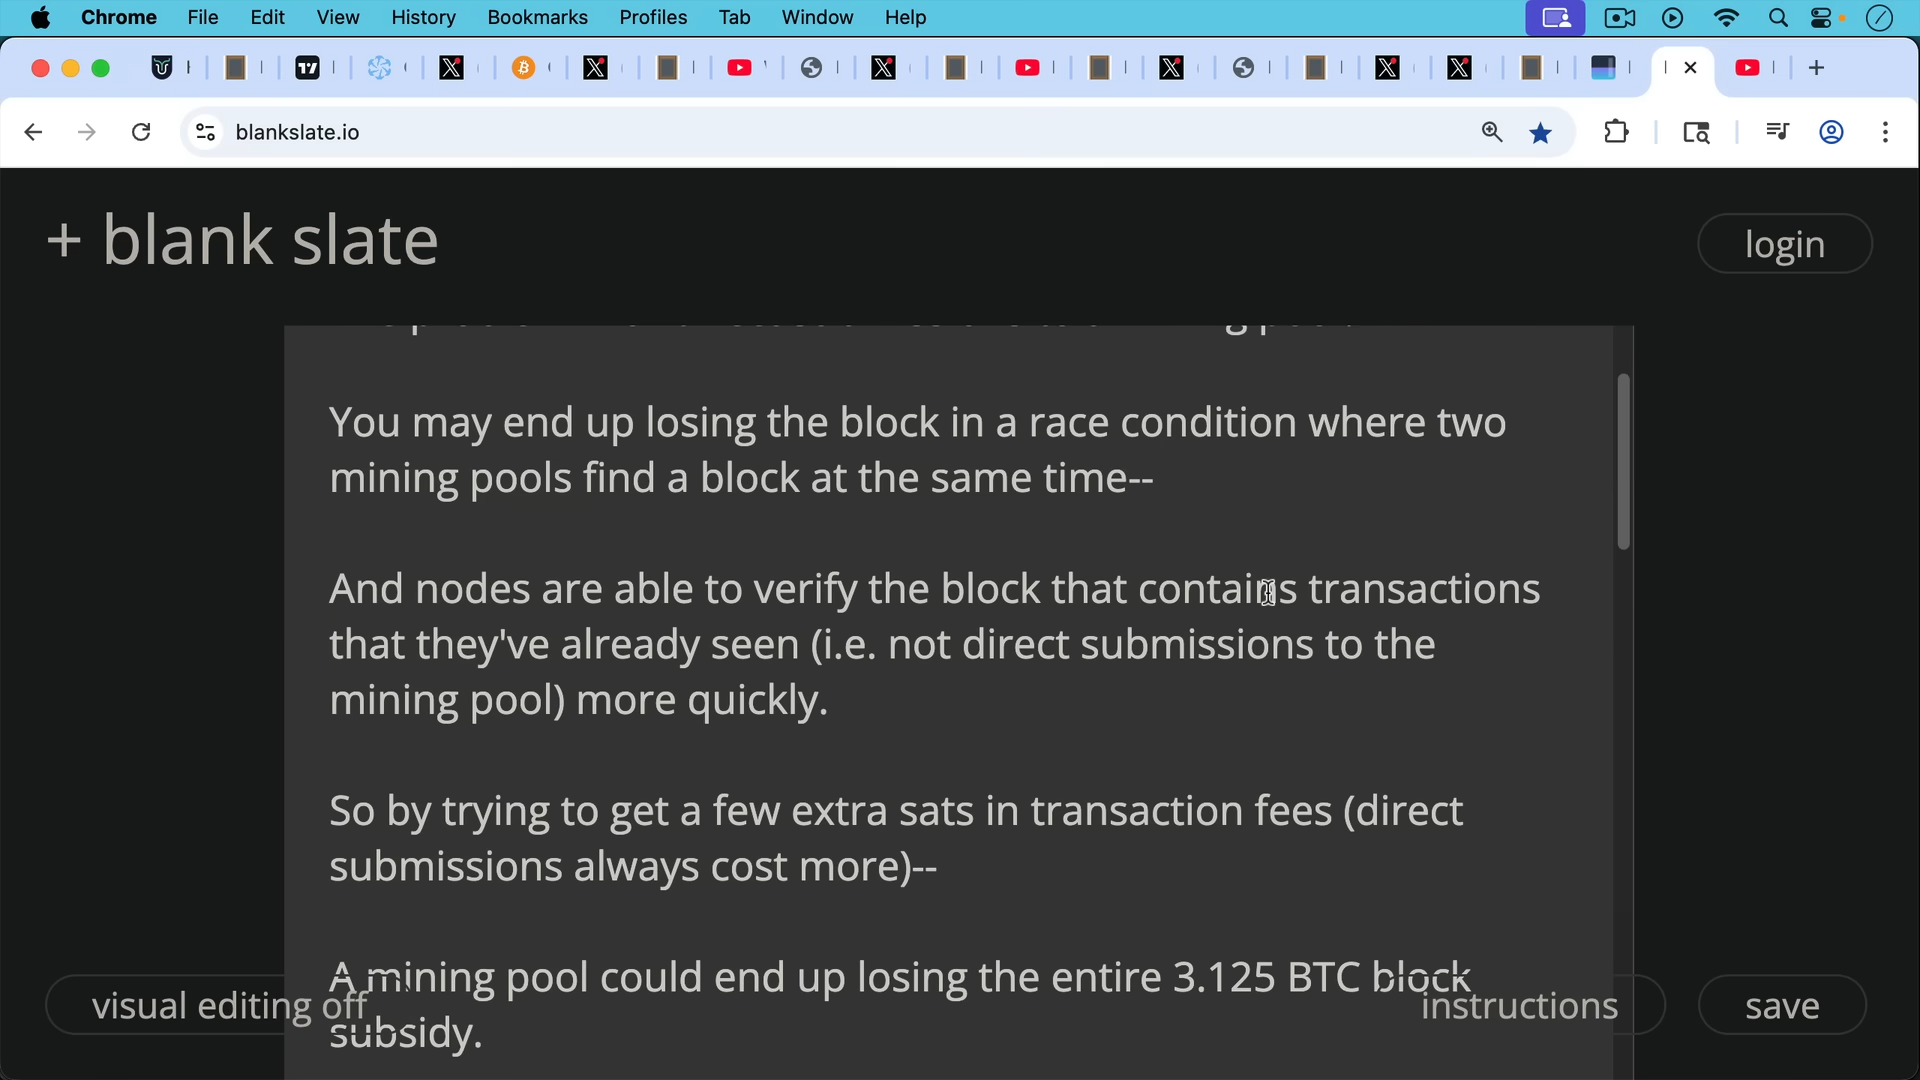 Chrome File Edit View History Bookmarks Profiles Tab Window Help
blankslate.io
+ blank slate
login
You may end up losing the block in a race condition where two
mining pools find a block at the same time--
And nodes are able to verify the block that contains transactions
that they've already seen (i.e. not direct submissions to the
mining pool) more quickly.
So by trying to get a few extra sats in transaction fees (direct
submissions always cost more)--
A mining pool could end up losing the entire 3.125 BTC block
subsidy.
visual editing off
instructions
save